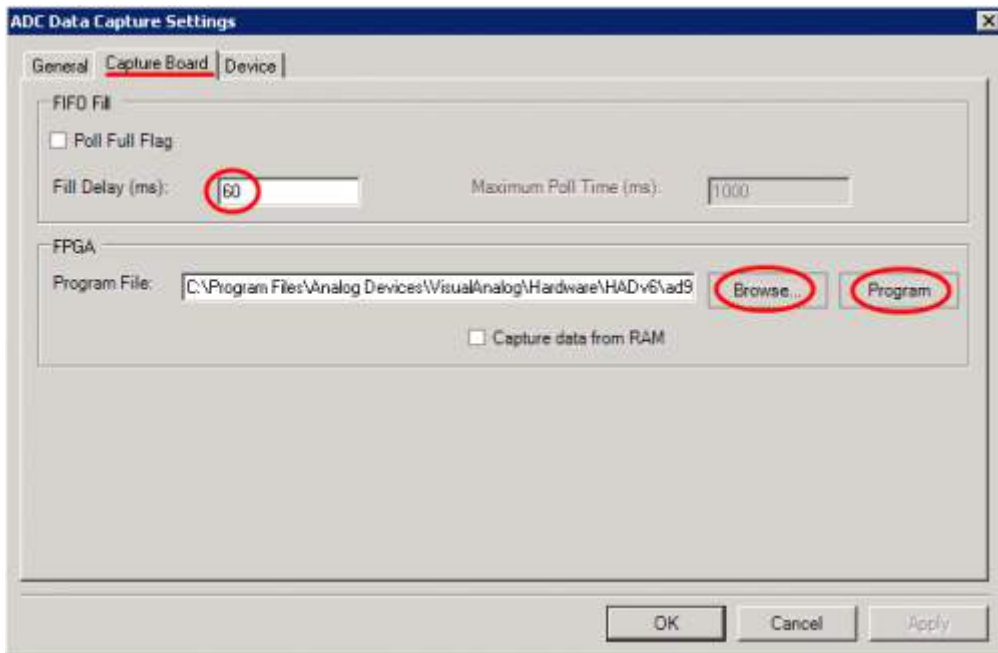 ADC Data Capture Settings
General Capture Board Device
FIFO Fill
Poll Full Flag
Fill Delay (ms): 60 Maximum Poll Time (ms): 1000
FPGA
Program File: C:\Program Files\Analog Devices\VisualAnalog\Hardware\HADv6\ad9 Browse... Program
Capture data from RAM
OK Cancel Apply